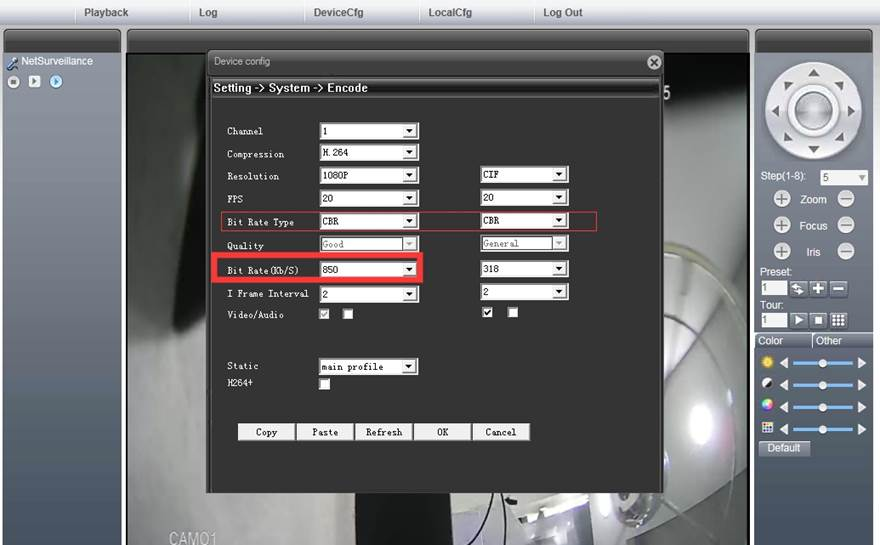 Playback Log DeviceCfg LocalCfg Log Out
NetSurveillance
Device config
Setting -> System -> Encode
5
Channel 1
Compression H.264
Resolution 1080P CIF
FPS 20 20
Bit Rate Type CBR CBR
Quality Good General
Bit Rate(Kb/S) 850 318
I Frame Interval 2 2
Video/Audio
Static main profile
H264+
Copy Paste Refresh OK Cancel
CAM01
Step(1-8): 5
Zoom
Focus
Iris
Preset:
1
Tour:
1
Color Other
Default